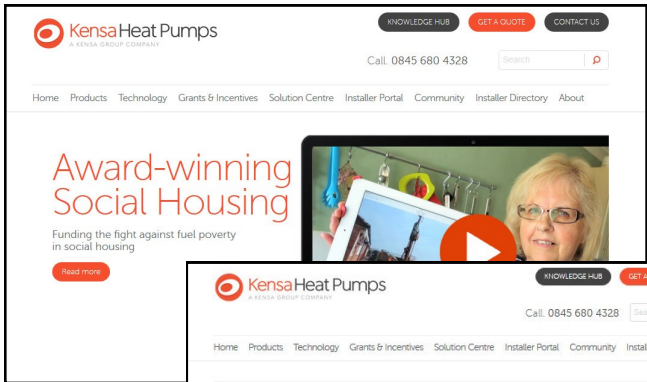 KNOWLEDGE HUB GET A QUOTE CONTACT US
Kensa Heat Pumps
A KENSA GROUP COMPANY
Call. 0845 680 4328 Search
Home Products Technology Grants & Incentives Solution Centre Installer Portal Community Installer Directory About
Award-winning
Social Housing
Funding the fight against fuel poverty
in social housing
Read more
KNOWLEDGE HUB GET A
Kensa Heat Pumps
A KENSA GROUP COMPANY
Call. 0845 680 4328 Sea
Home Products Technology Grants & Incentives Solution Centre Installer Portal Community Instal